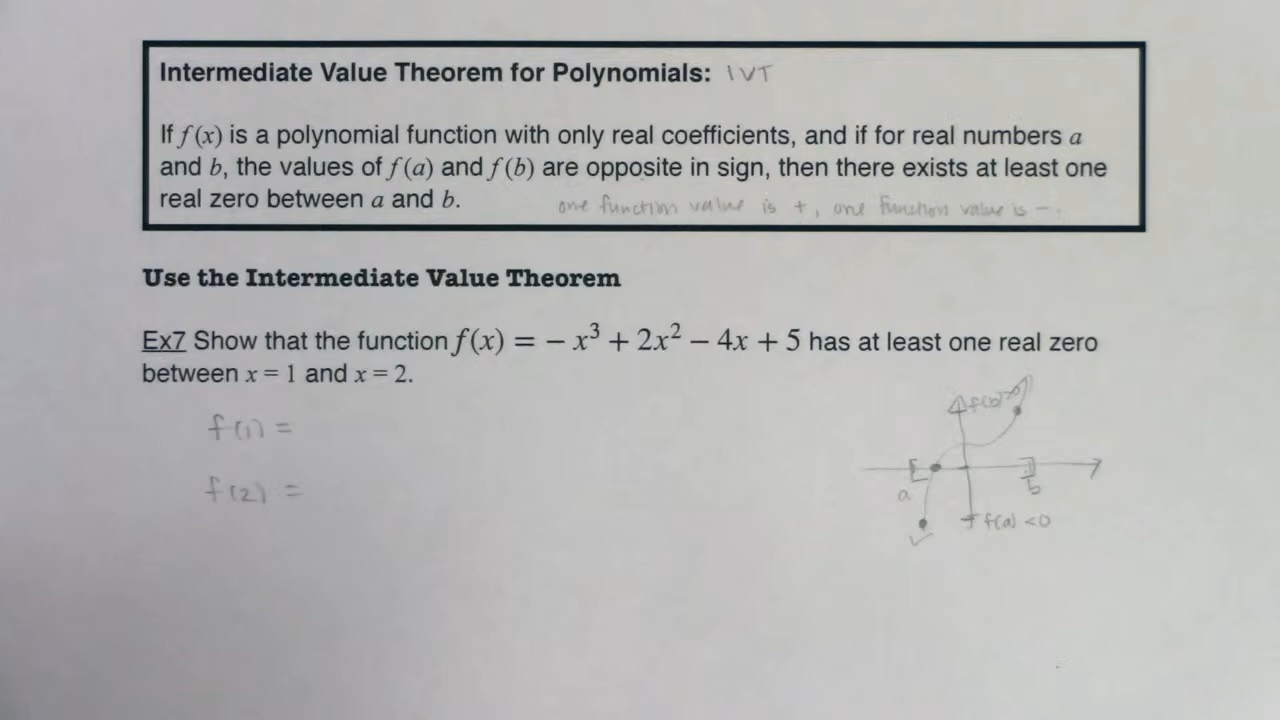 Intermediate Value Theorem for Polynomials: IVT
If f(x) is a polynomial function with only real coefficients, and if for real numbers a
and b, the values of f(a) and f(b) are opposite in sign, then there exists at least one
real zero between a and b.
one function value is +, one function value is -.
Use the Intermediate Value Theorem
Ex7 Show that the function f(x) = − x³ + 2x² − 4x + 5 has at least one real zero
between x = 1 and x = 2.
f(1) =
f(2) =
f(b)
a
b
f(a) <0